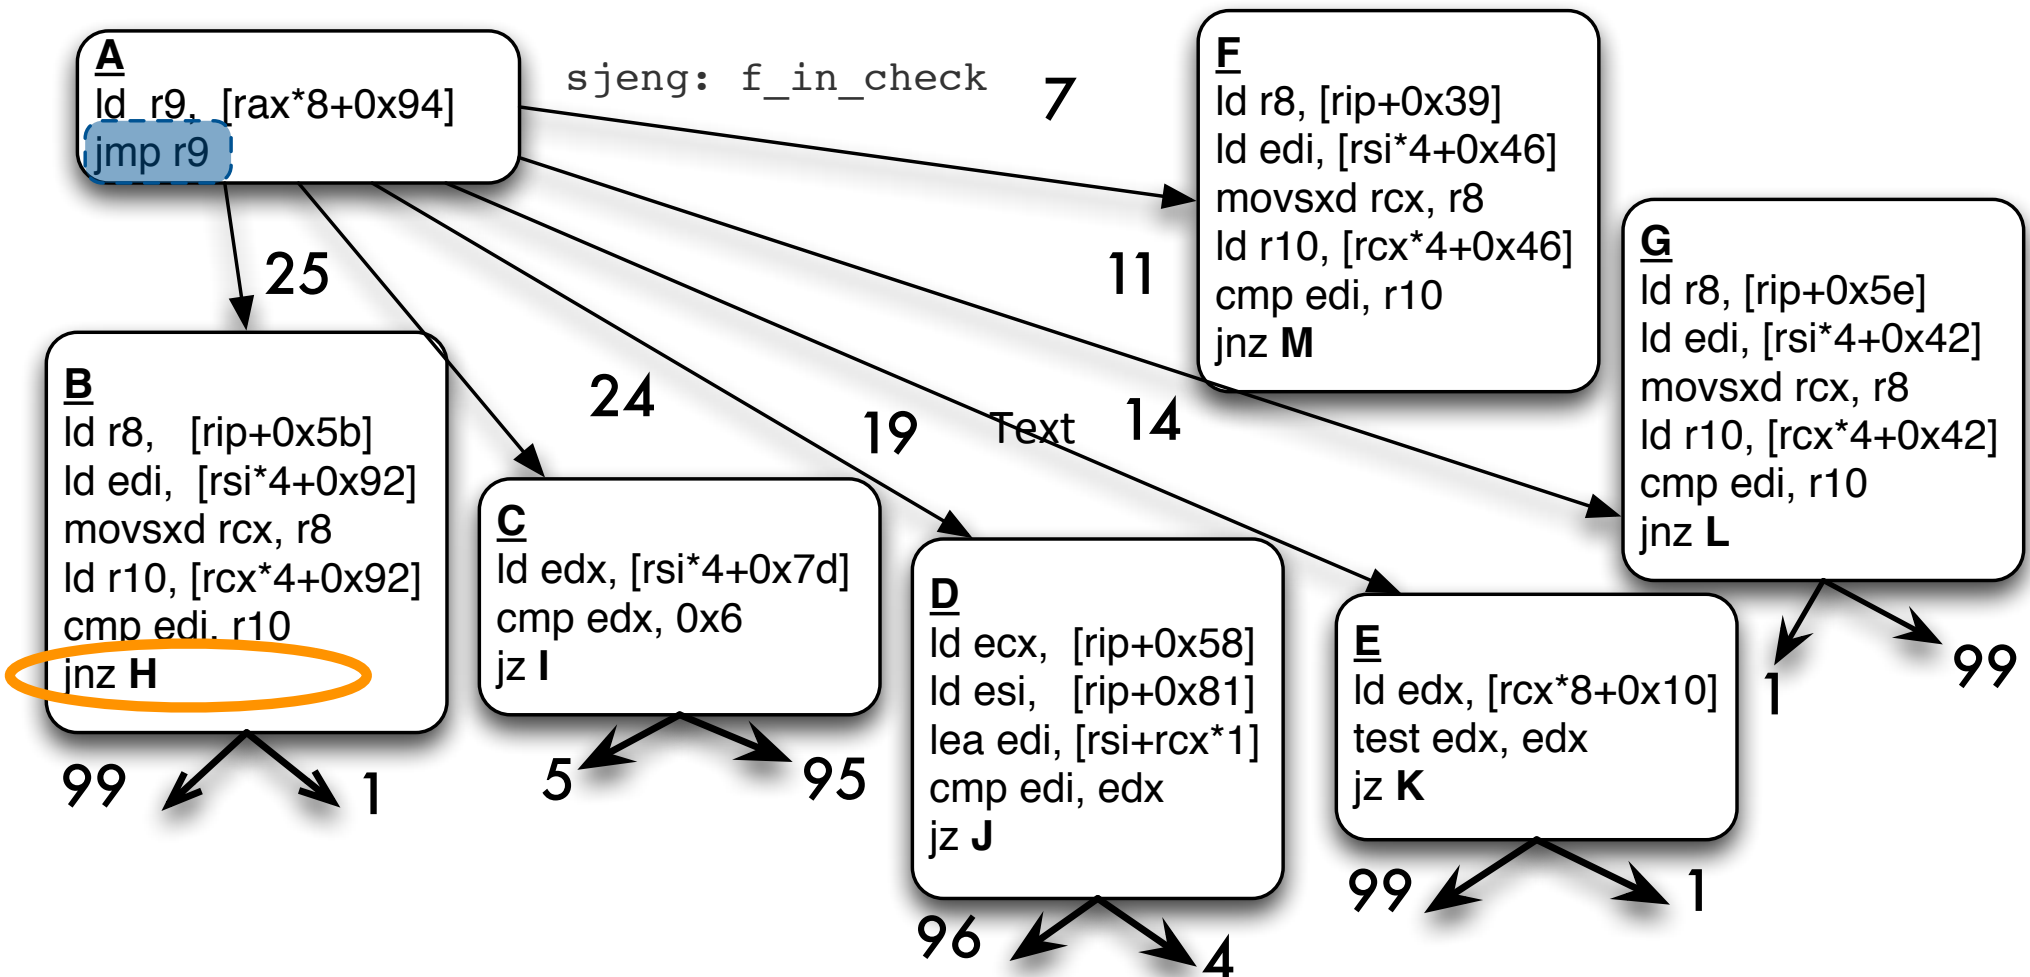 A
ld r9, [rax*8+0x94]
jmp r9
sjeng: f_in_check
7
F
ld r8, [rip+0x39]
ld edi, [rsi*4+0x46]
movsxd rcx, r8
ld r10, [rcx*4+0x46]
cmp edi, r10
jnz M
25
11
G
ld r8, [rip+0x5e]
ld edi, [rsi*4+0x42]
movsxd rcx, r8
ld r10, [rcx*4+0x42]
cmp edi, r10
jnz L
24
19
Text
14
B
ld r8, [rip+0x5b]
ld edi, [rsi*4+0x92]
movsxd rcx, r8
ld r10, [rcx*4+0x92]
cmp edi, r10
jnz H
C
ld edx, [rsi*4+0x7d]
cmp edx, 0x6
jz I
D
ld ecx, [rip+0x58]
ld esi, [rip+0x81]
lea edi, [rsi+rcx*1]
cmp edi, edx
jz J
E
ld edx, [rcx*8+0x10]
test edx, edx
jz K
1
99
99
1
5
95
99
1
96
4